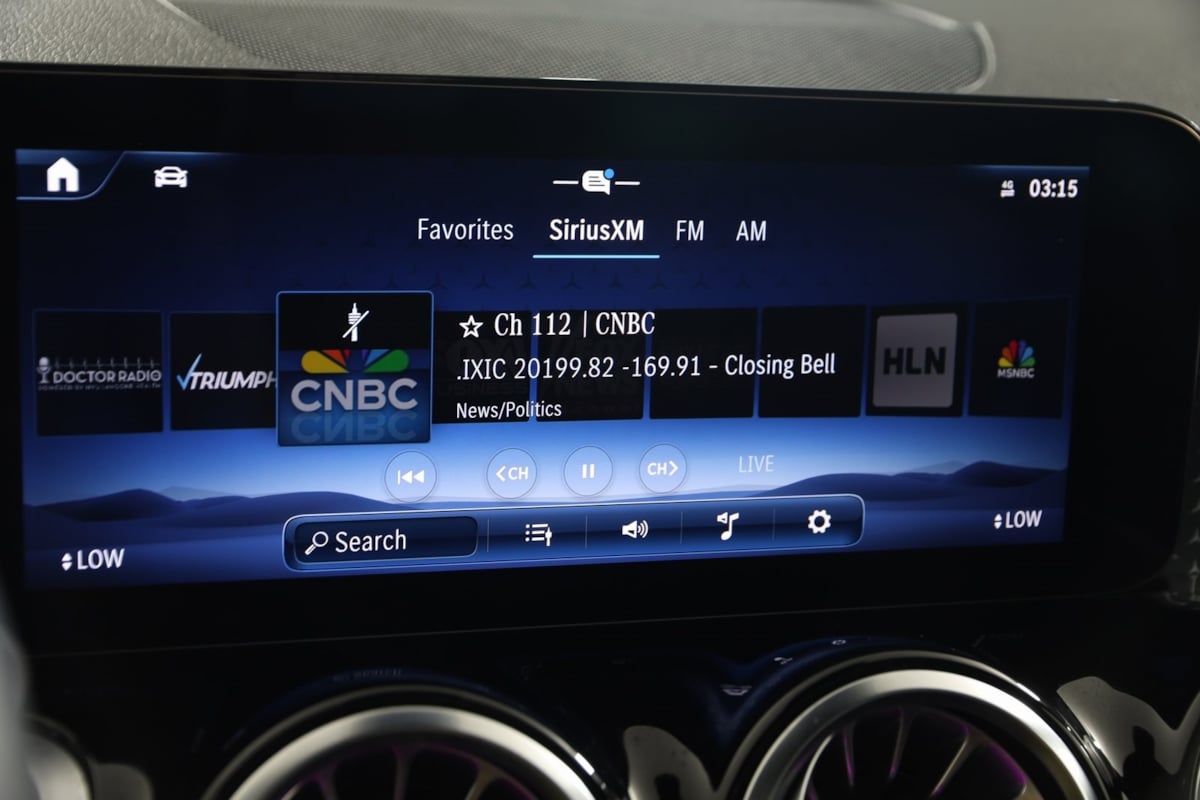 4G 03:15
Favorites SiriusXM FM AM
DOCTOR RADIO
TRIUMPH
CNBC
Ch 112 | CNBC
.IXIC 20199.82 -169.91 - Closing Bell
News/Politics
HLN
MSNBC
CH CH LIVE
LOW
Search
LOW